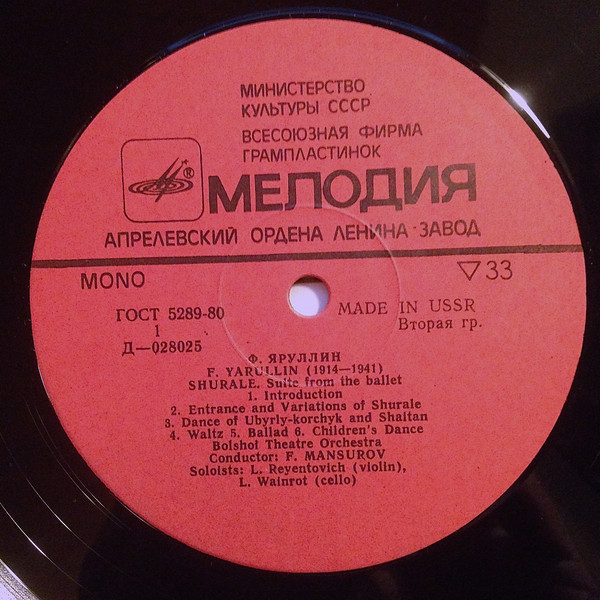 МИНИСТЕРСТВО
КУЛЬТУРЫ СССР
ВСЕСОЮЗНАЯ ФИРМА
ГРАМПЛАСТИНОК
®
МЕЛОДИЯ
АПРЕЛЕВСКИЙ ОРДЕНА ЛЕНИНА ЗАВОД
MONO
▽33
ГОСТ 5289-80
MADE IN USSR
1
Вторая гр.
Д—028025
Ф. ЯРУЛЛИН
F. YARULLIN (1914—1941)
SHURALE. Suite from the ballet
1. Introduction
2. Entrance and Variations of Shurale
3. Dance of Ubyrly-korchyk and Shaitan
4. Waltz 5. Ballad 6. Children's Dance
Bolshoi Theatre Orchestra
Conductor: F. MANSUROV
Soloists: L. Reyentovich (violin),
L. Wainrot (cello)